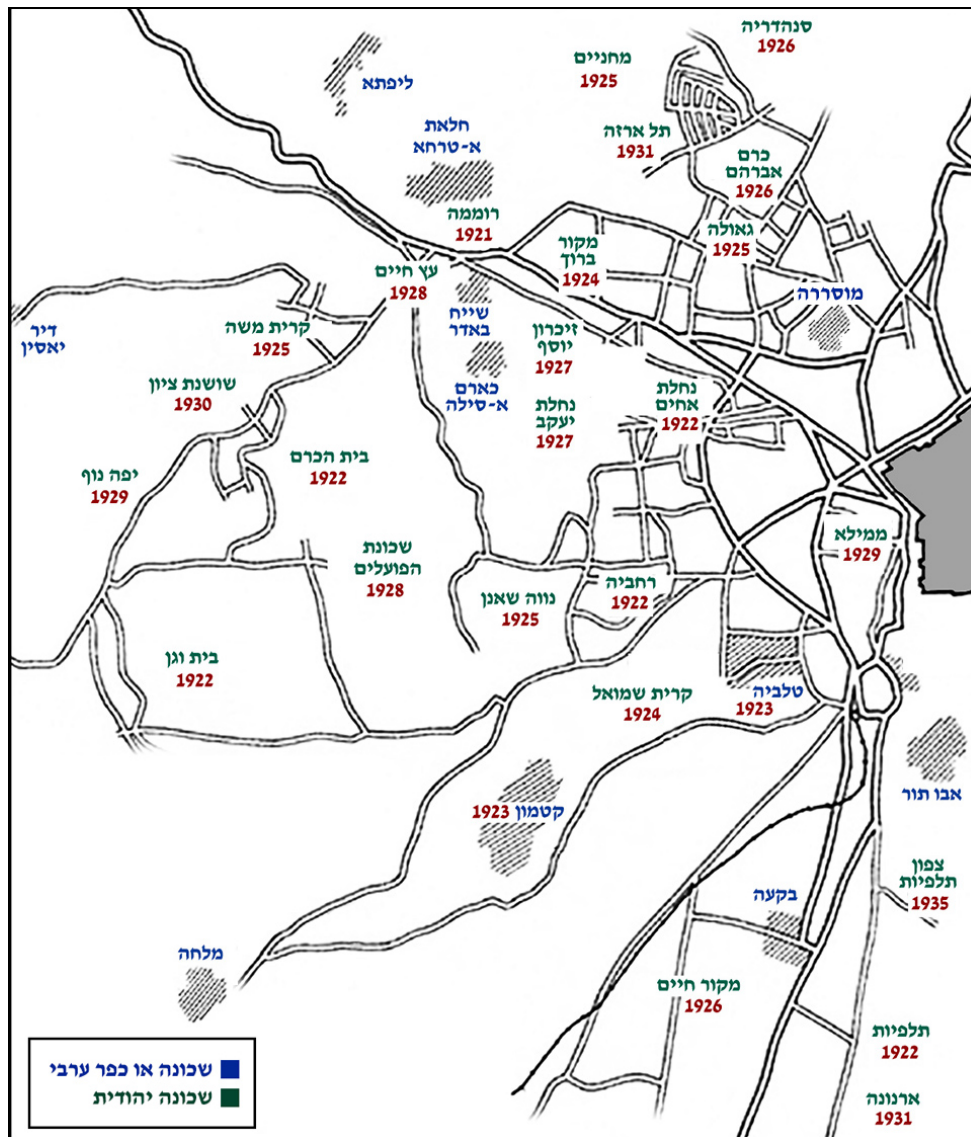 סנהדריה
1926
מחניים
1925
ליפתא
תל ארזה
1931
חלאת
א-טרחא
כרם
אברהם
1926
רוממה
1921
גאולה
1925
מקור
ברוך
1924
עץ חיים
1928
מוסררה
שייח
באדר
קרית משה
1925
דיר
יאסין
זיכרון
יוסף
1927
כארם
א-סילה
שושנת ציון
1930
נחלת
אחים
1922
נחלת
יעקב
1927
בית הכרם
1922
יפה נוף
1929
ממילא
1929
שכונת
הפועלים
1928
רחביה
1922
נווה שאנן
1925
בית וגן
1922
טלביה
1923
קרית שמואל
1924
אבו תור
קטמון 1923
צפון
תלפיות
1935
בקעה
מלחה
מקור חיים
1926
תלפיות
1922
ארנונה
1931
שכונה או כפר ערבי
שכונה יהודית